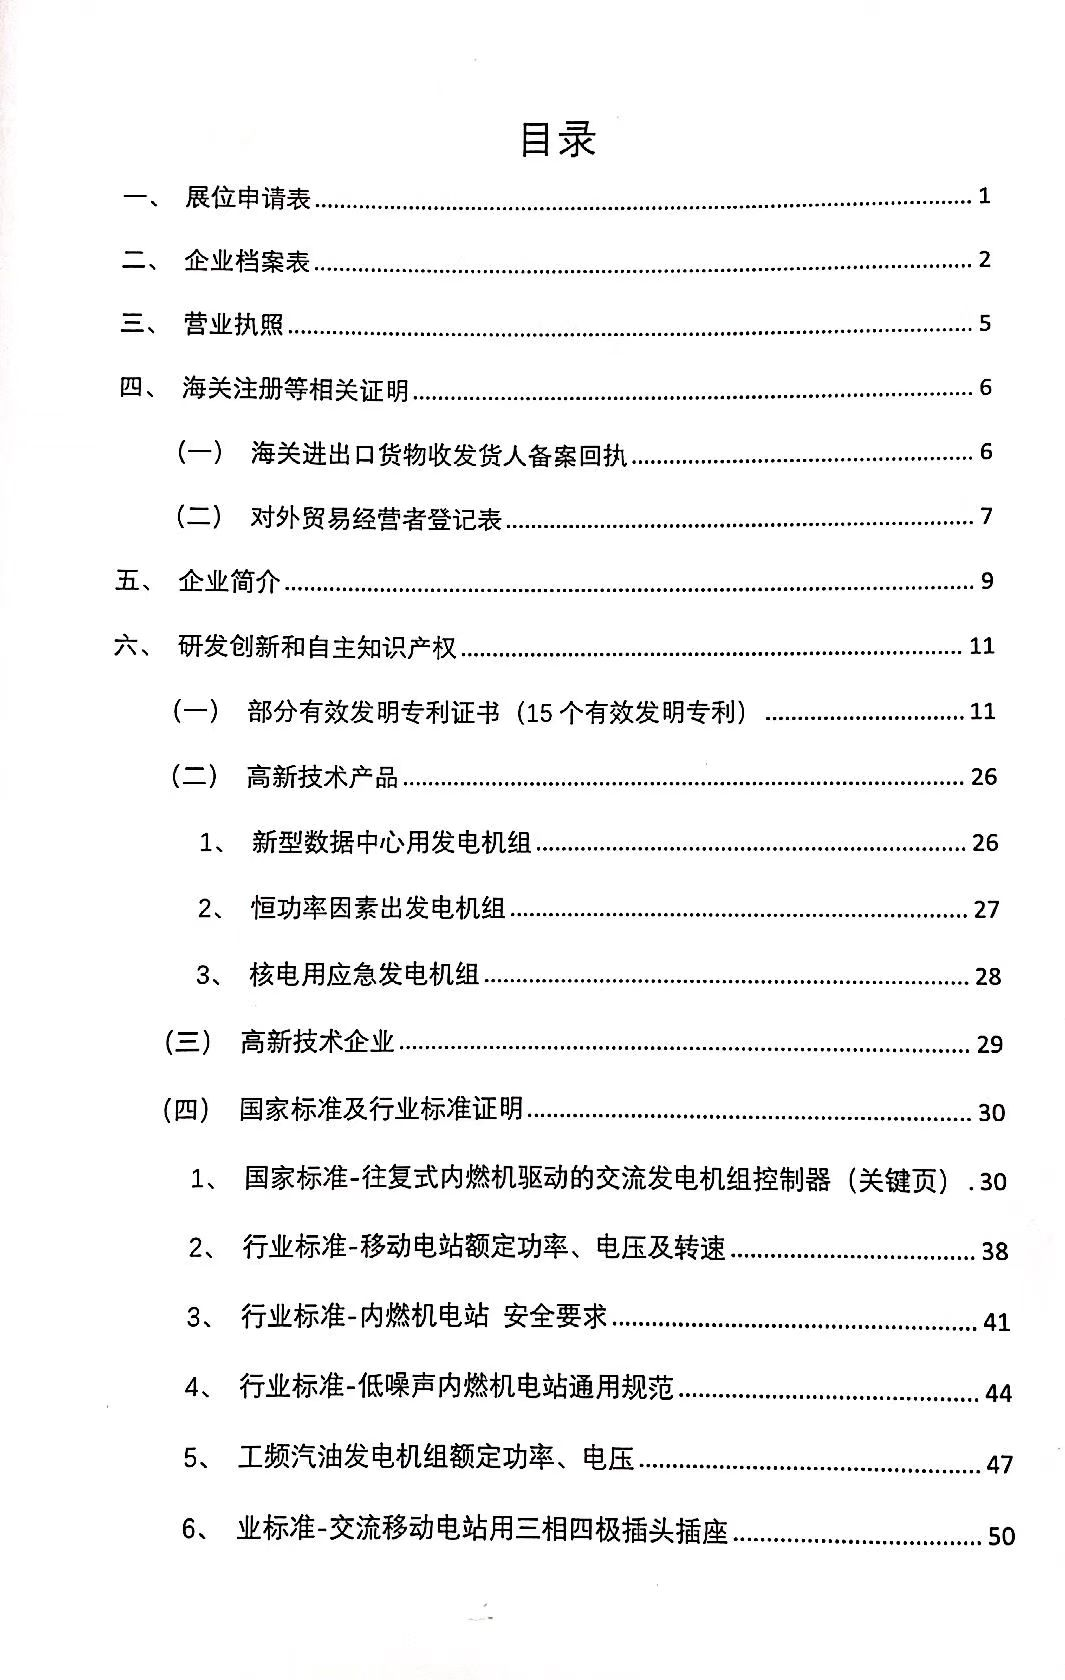 目录
一、 展位申请表........................................1
二、 企业档案表........................................2
三、 营业执照........................................5
四、 海关注册等相关证明........................................6
（一） 海关进出口货物收发货人备案回执........................................6
（二） 对外贸易经营者登记表........................................7
五、 企业简介........................................9
六、 研发创新和自主知识产权........................................11
（一） 部分有效发明专利证书（15个有效发明专利）........................................11
（二） 高新技术产品........................................26
1、 新型数据中心用发电机组........................................26
2、 恒功率因素出发电机组........................................27
3、 核电用应急发电机组........................................28
（三） 高新技术企业........................................29
（四） 国家标准及行业标准证明........................................30
1、 国家标准-往复式内燃机驱动的交流发电机组控制器（关键页）.30
2、 行业标准-移动电站额定功率、电压及转速........................................38
3、 行业标准-内燃机电站 安全要求........................................41
4、 行业标准-低噪声内燃机电站通用规范........................................44
5、 工频汽油发电机组额定功率、电压........................................47
6、 业标准-交流移动电站用三相四极插头插座........................................50